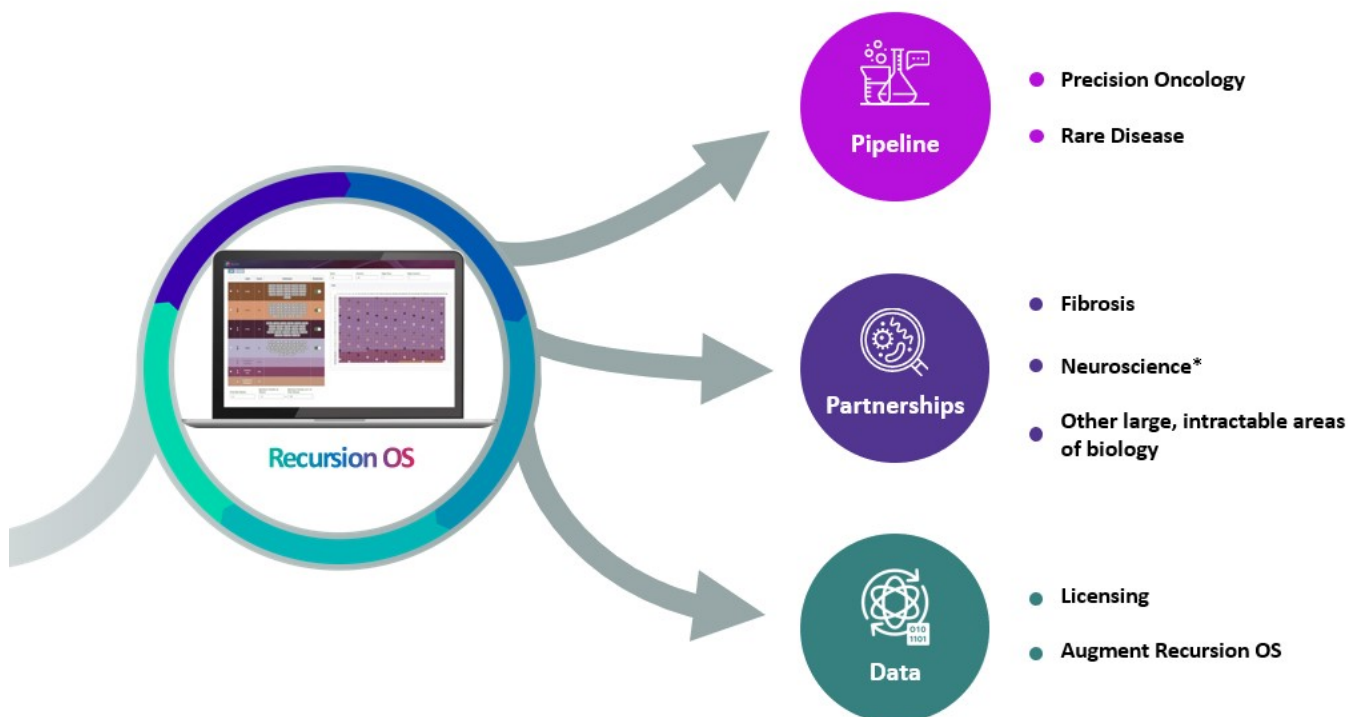 Pipeline
Precision Oncology
Rare Disease
Recursion OS
Partnerships
Fibrosis
Neuroscience*
Other large, intractable areas
of biology
010
1101
Data
Licensing
Augment Recursion OS